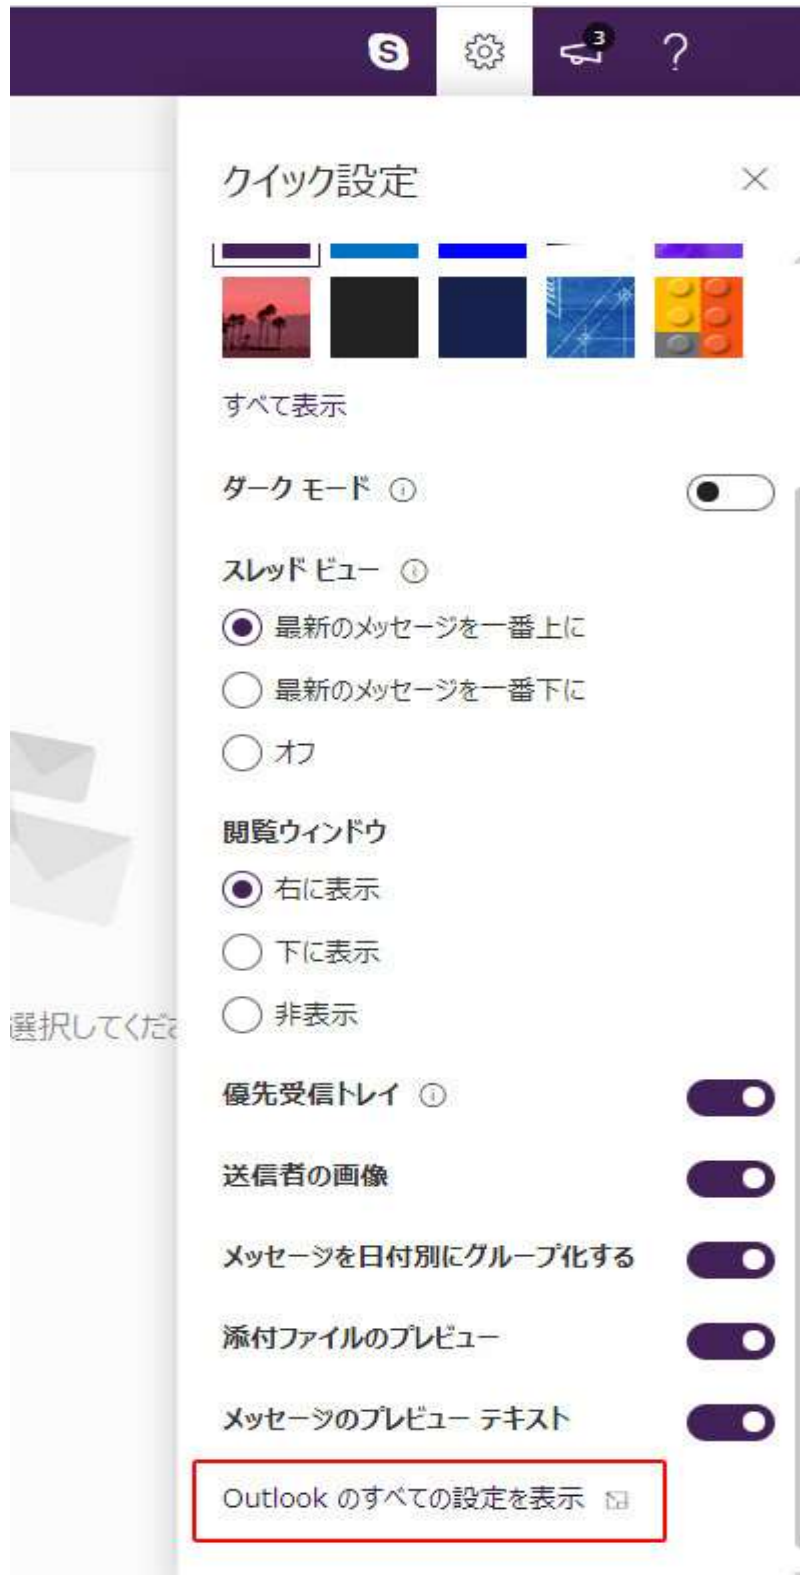 S
3
?
クイック設定
すべて表示
ダーク モード
スレッド ビュー
最新のメッセージを一番上に
最新のメッセージを一番下に
オフ
閲覧ウィンドウ
右に表示
下に表示
非表示
選択してくださ
優先受信トレイ
送信者の画像
メッセージを日付別にグループ化する
添付ファイルのプレビュー
メッセージのプレビュー テキスト
Outlook のすべての設定を表示